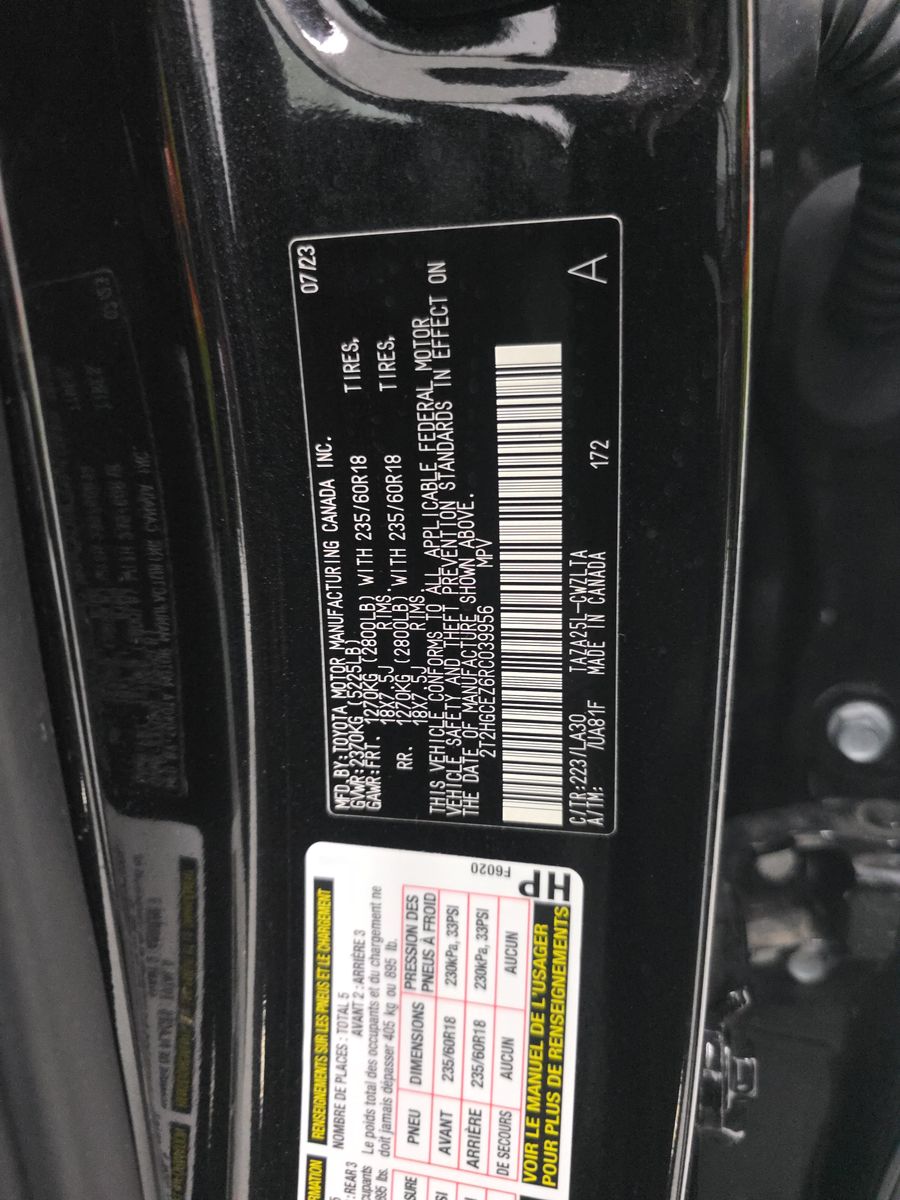 07/23
MFD.BY:TOYOTA MOTOR MANUFACTURING CANADA INC.
GVWR:2370KG (5225LB)
GAWR:FRT. 1270KG (2800LB) WITH 235/60R18 TIRES,
18X7.5J RIMS.
RR. 1270KG (2800LB) WITH 235/60R18 TIRES,
18X7.5J RIMS.
THIS VEHICLE CONFORMS TO ALL APPLICABLE FEDERAL MOTOR
VEHICLE SAFETY AND THEFT PREVENTION STANDARDS IN EFFECT ON
THE DATE OF MANUFACTURE SHOWN ABOVE.
2T2HGCEZ6RC039956 MPV
C/TR:223/LA30 TAZA25L-CWZLTA 172
A/TM: /UA81F MADE IN CANADA A
RENSEIGNEMENTS SUR LES PNEUS ET LE CHARGEMENT
NOMBRE DE PLACES : TOTAL 5
AVANT 2 : ARRIÈRE 3
Le poids total des occupants et du chargement ne
doit jamais dépasser 405 kg ou 895 lb.
PNEU DIMENSIONS PRESSION DES PNEUS À FROID
AVANT 235/60R18 230kPa, 33PSI
ARRIÈRE 235/60R18 230kPa, 33PSI
DE SECOURS AUCUN AUCUN
VOIR LE MANUEL DE L'USAGER
POUR PLUS DE RENSEIGNEMENTS
HP
F6020
: REAR 3
895 lbs.